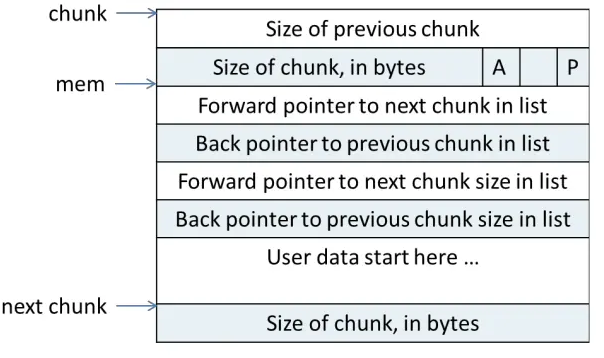 chunk
Size of previous chunk
Size of chunk, in bytes A P
mem
Forward pointer to next chunk in list
Back pointer to previous chunk in list
Forward pointer to next chunk size in list
Back pointer to previous chunk size in list
User data start here ...
next chunk
Size of chunk, in bytes